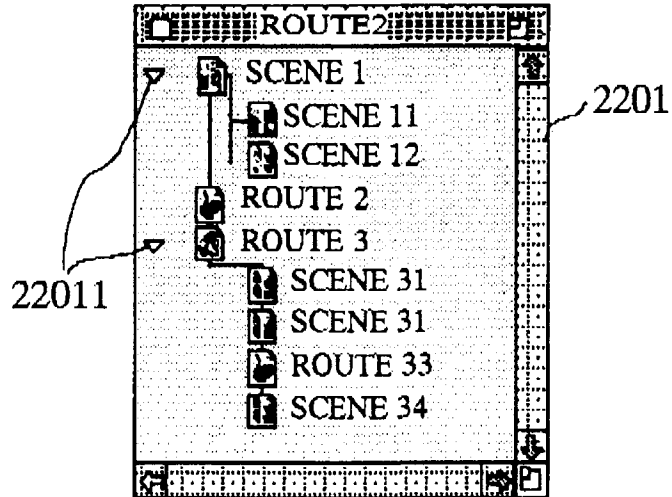 ROUTE2
SCENE 1
2201
SCENE 11
SCENE 12
ROUTE 2
ROUTE 3
22011
SCENE 31
SCENE 31
ROUTE 33
SCENE 34